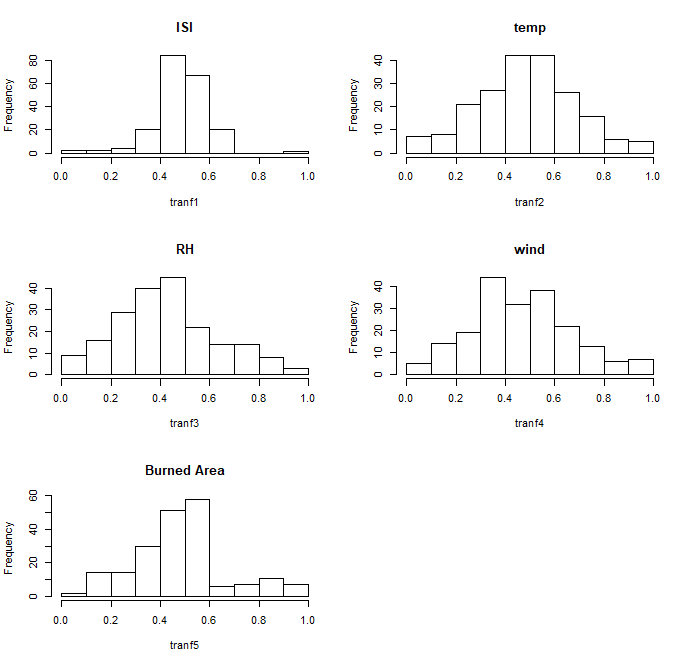 ISI
Frequency
0 20 40 60 80
0.0 0.2 0.4 0.6 0.8 1.0
tranf1
temp
Frequency
0 10 20 30 40
0.0 0.2 0.4 0.6 0.8 1.0
tranf2
RH
Frequency
0 10 20 30 40
0.0 0.2 0.4 0.6 0.8 1.0
tranf3
wind
Frequency
0 10 20 30 40
0.0 0.2 0.4 0.6 0.8 1.0
tranf4
Burned Area
Frequency
0 20 40 60
0.0 0.2 0.4 0.6 0.8 1.0
tranf5